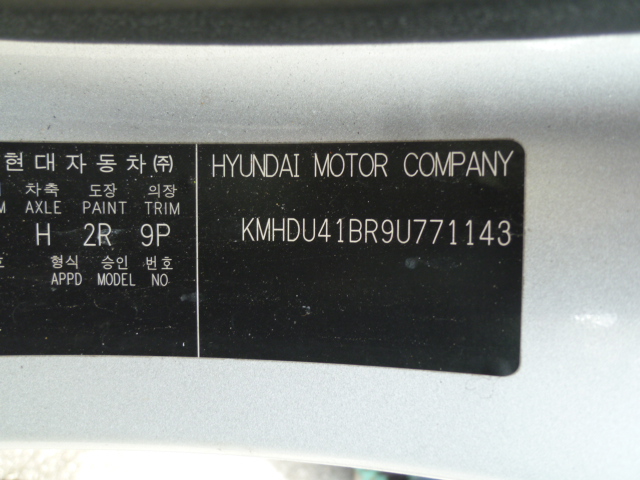 현대자동차㈜
HYUNDAI MOTOR COMPANY
차축 도장 의장
AXLE PAINT TRIM
KMHDU41BR9U771143
H 2R 9P
형식 승인 번호
APPD MODEL NO